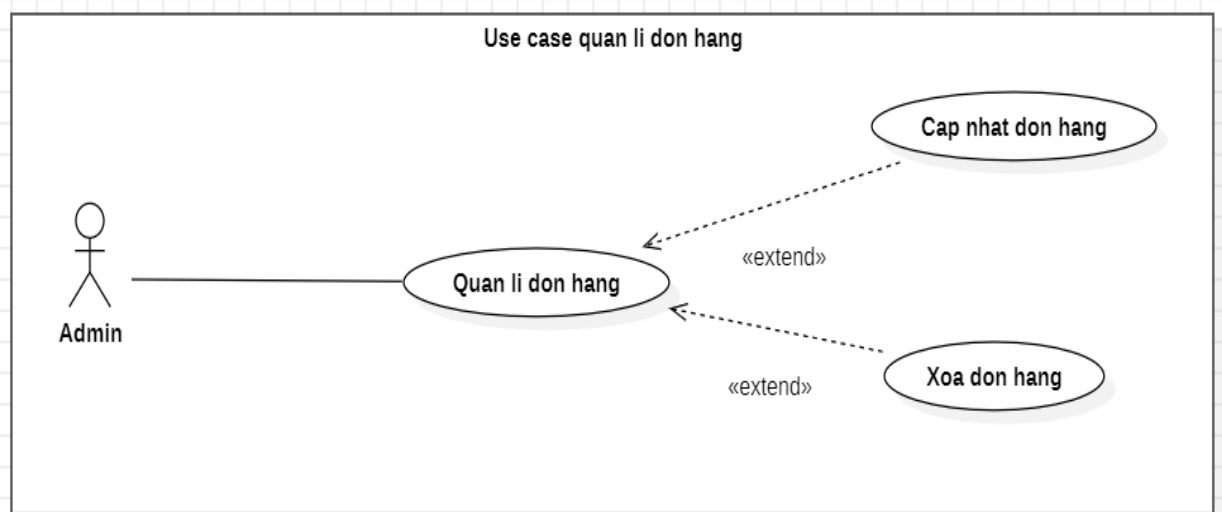 Use case quan li don hang
Cap nhat don hang
«extend»
Quan li don hang
Admin
Xoa don hang
«extend»